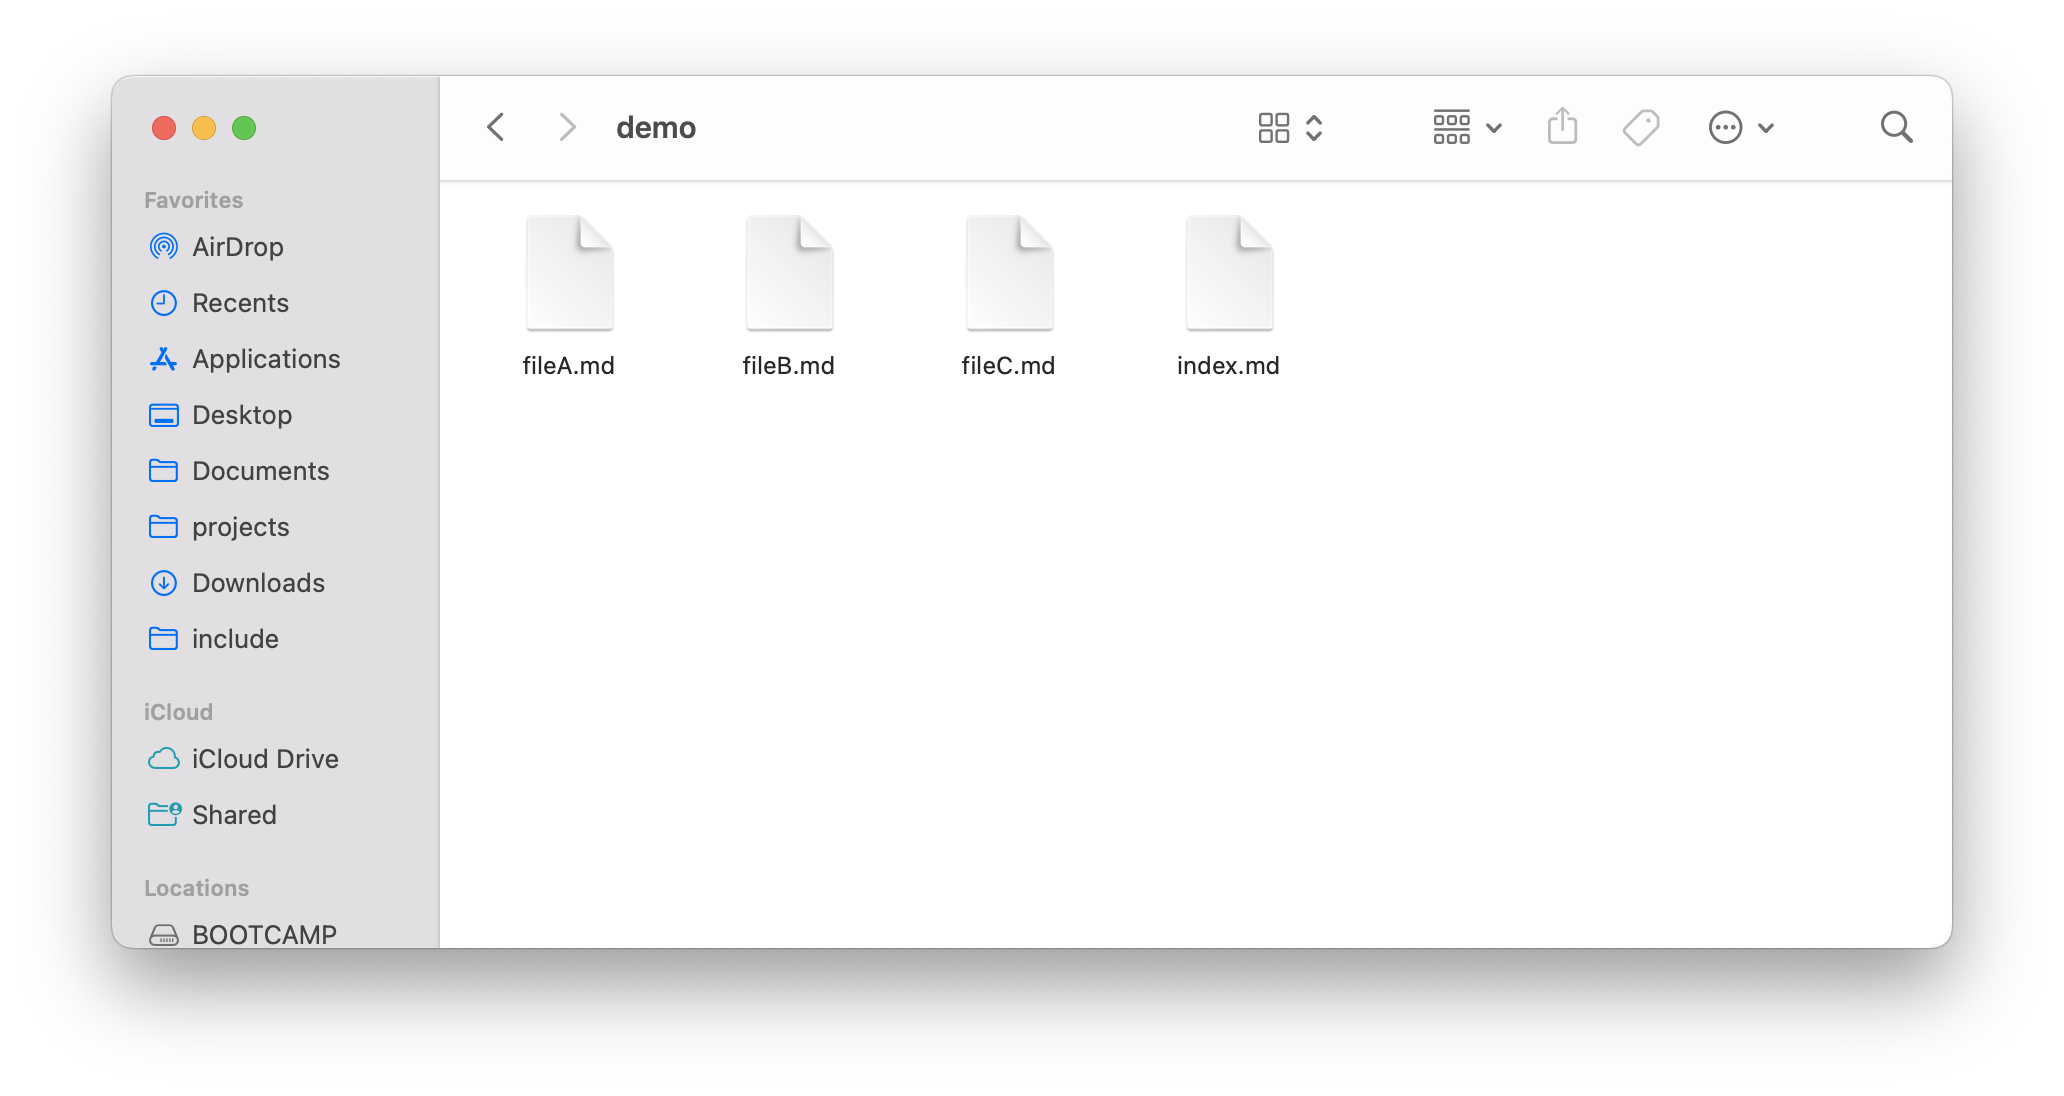 demo
Favorites
AirDrop
Recents
Applications
Desktop
Documents
projects
Downloads
include
iCloud
iCloud Drive
Shared
Locations
BOOTCAMP
fileA.md
fileB.md
fileC.md
index.md